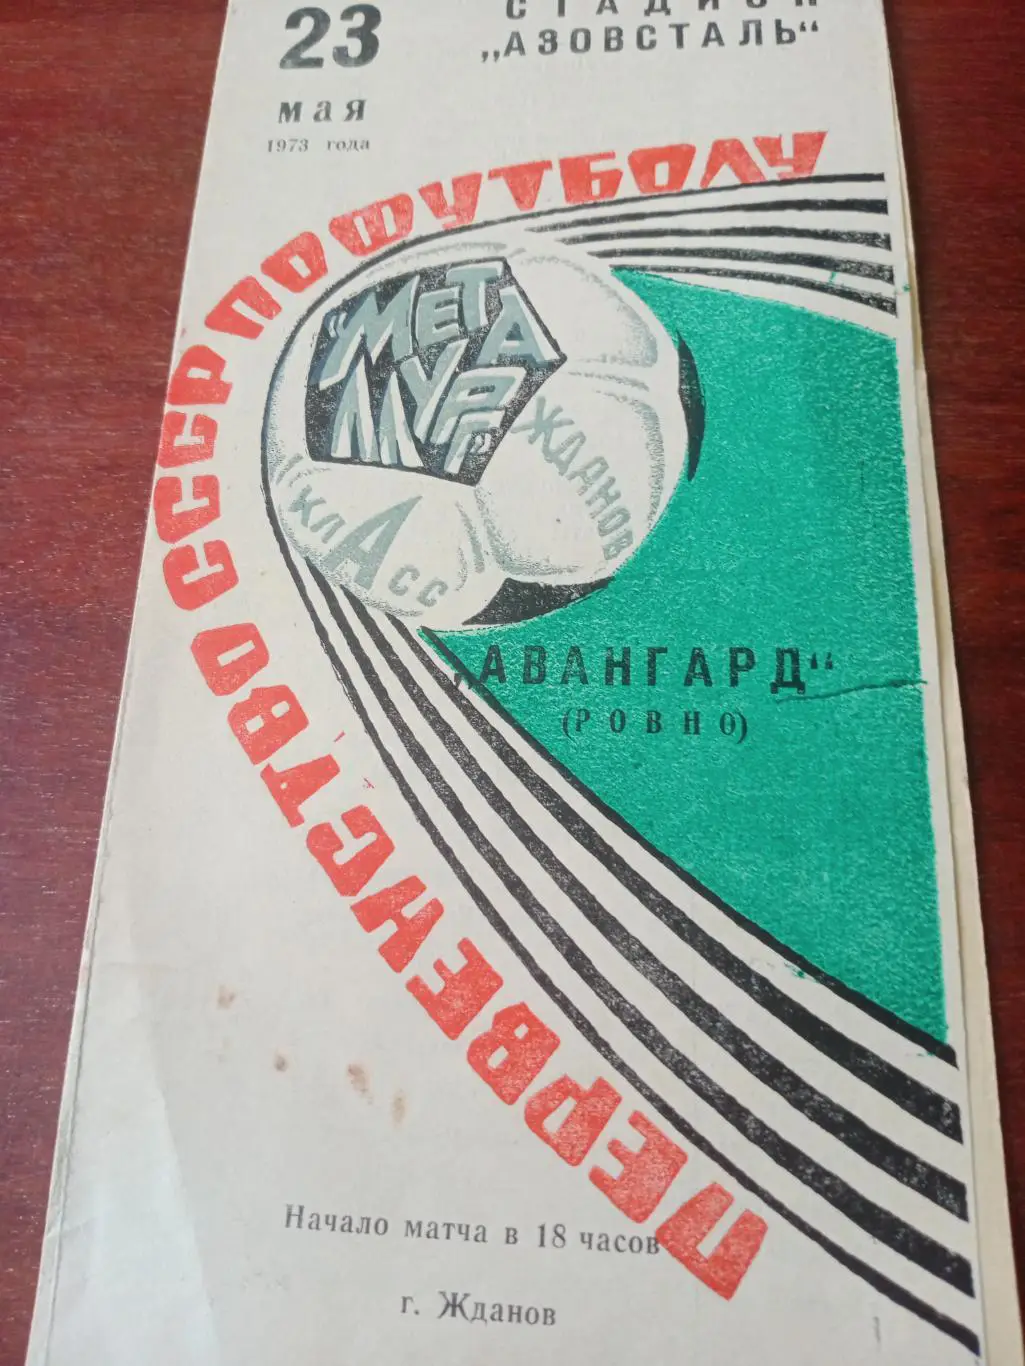 23
мая
1973 года
СТАДИОН
„АЗОВСТАЛЬ“
ПЕРВЕНСТВО СССР ПО ФУТБОЛУ
„МЕТАЛЛУРГ“
ЖДАНОВ
КЛАСС
„АВАНГАРД“
(РОВНО)
Начало матча в 18 часов
г. Жданов